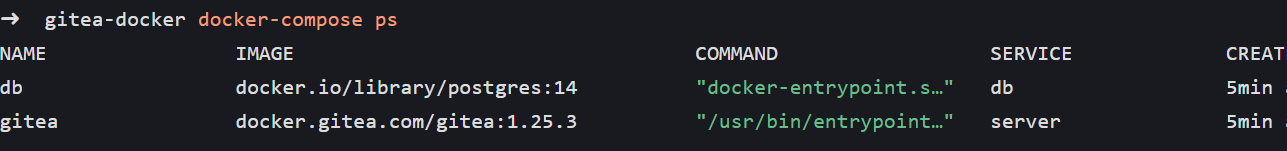 → gitea-docker docker-compose ps
NAME IMAGE COMMAND SERVICE CREAT
db docker.io/library/postgres:14 "docker-entrypoint.s…" db 5min
gitea docker.gitea.com/gitea:1.25.3 "/usr/bin/entrypoint…" server 5min